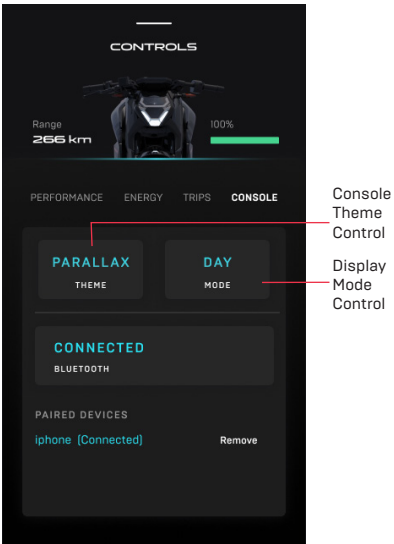 CONTROLS
Range
266 km
100%
PERFORMANCE ENERGY TRIPS CONSOLE
PARALLAX
THEME
DAY
MODE
CONNECTED
BLUETOOTH
PAIRED DEVICES
iphone (Connected) Remove
Console
Theme
Control
Display
Mode
Control